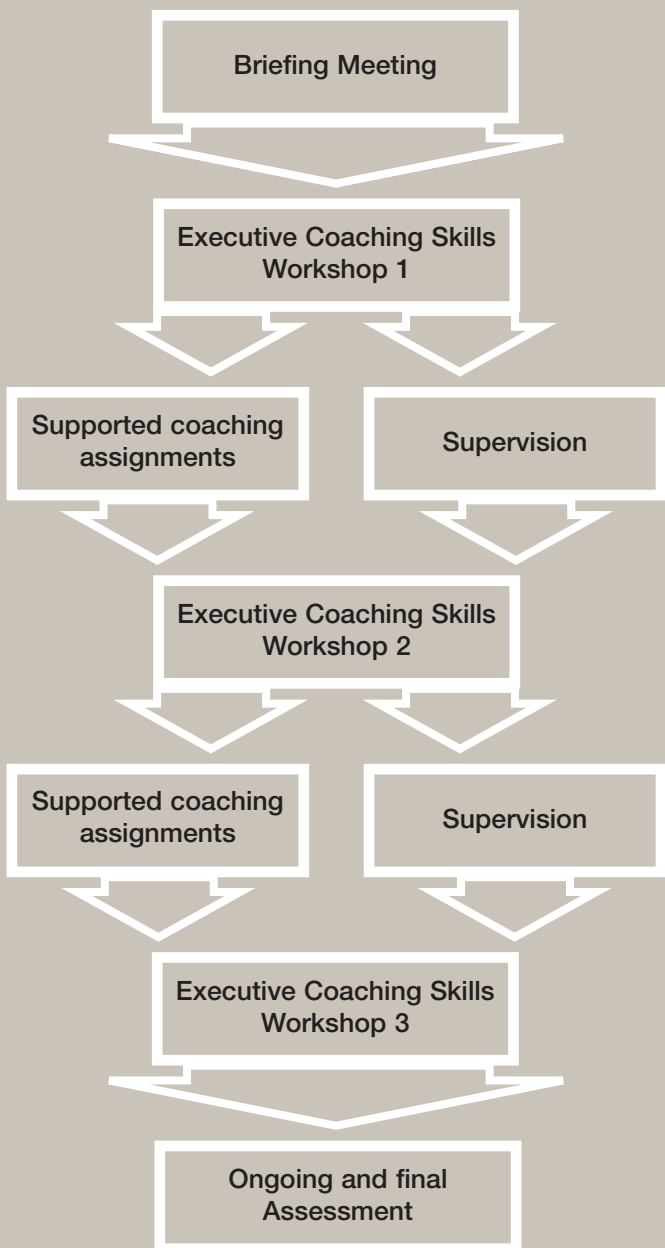 Briefing Meeting
Executive Coaching Skills
Workshop 1
Supported coaching
assignments
Supervision
Executive Coaching Skills
Workshop 2
Supported coaching
assignments
Supervision
Executive Coaching Skills
Workshop 3
Ongoing and final
Assessment